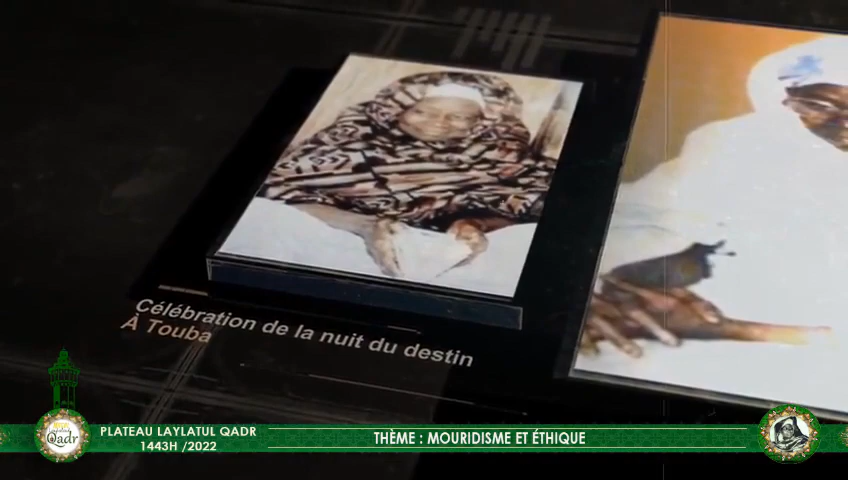 Célébration de la nuit du destin
À Touba
PLATEAU LAYLATUL QADR
1443H /2022
THÈME : MOURIDISME ET ÉTHIQUE
Qadr